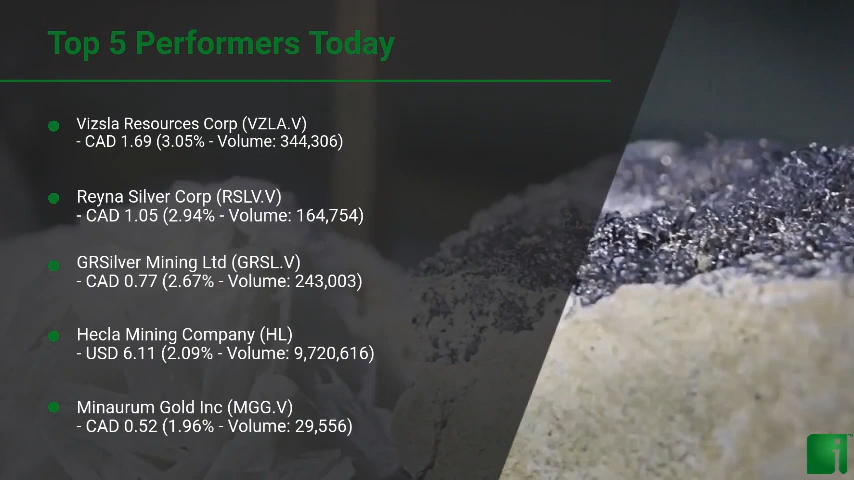 Top 5 Performers Today
Vizsla Resources Corp (VZLA.V)
- CAD 1.69 (3.05% - Volume: 344,306)
Reyna Silver Corp (RSLV.V)
- CAD 1.05 (2.94% - Volume: 164,754)
GRSilver Mining Ltd (GRSL.V)
- CAD 0.77 (2.67% - Volume: 243,003)
Hecla Mining Company (HL)
- USD 6.11 (2.09% - Volume: 9,720,616)
Minaurum Gold Inc (MGG.V)
- CAD 0.52 (1.96% - Volume: 29,556)
i